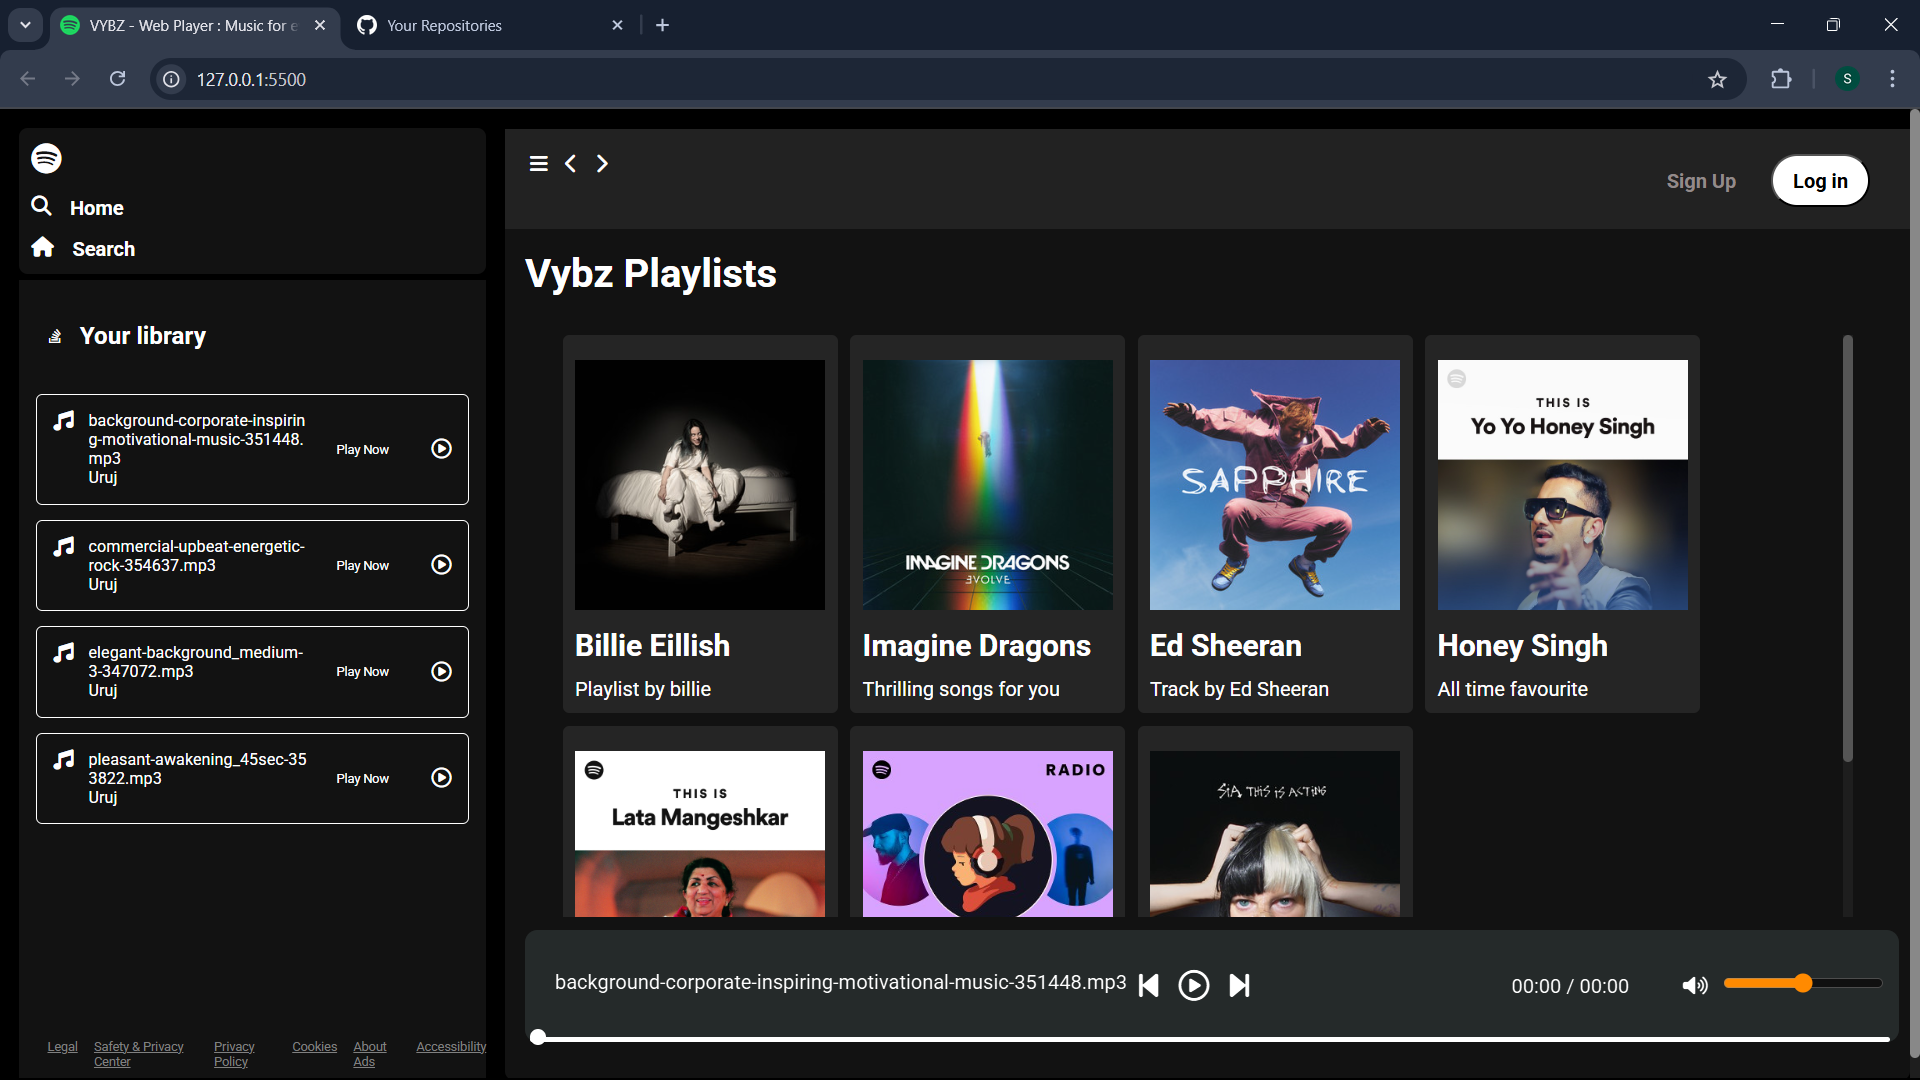 VYBZ - Web Player : Music for e
Your Repositories
127.0.0.1:5500
S
Home
Search
Sign Up
Log in
Your library
background-corporate-inspirin
g-motivational-music-351448.
mp3
Uruj
Play Now
commercial-upbeat-energetic-
rock-354637.mp3
Uruj
Play Now
elegant-background_medium-
3-347072.mp3
Uruj
Play Now
pleasant-awakening_45sec-35
3822.mp3
Uruj
Play Now
Legal
Safety & Privacy
Center
Privacy
Policy
Cookies
About
Ads
Accessibility
Vybz Playlists
IMAGINE DRAGONS
EVOLVE
SAPPHIRE
THIS IS
Yo Yo Honey Singh
Billie Eillish
Playlist by billie
Imagine Dragons
Thrilling songs for you
Ed Sheeran
Track by Ed Sheeran
Honey Singh
All time favourite
THIS IS
Lata Mangeshkar
RADIO
SIA THIS IS ACTING
background-corporate-inspiring-motivational-music-351448.mp3
00:00 / 00:00